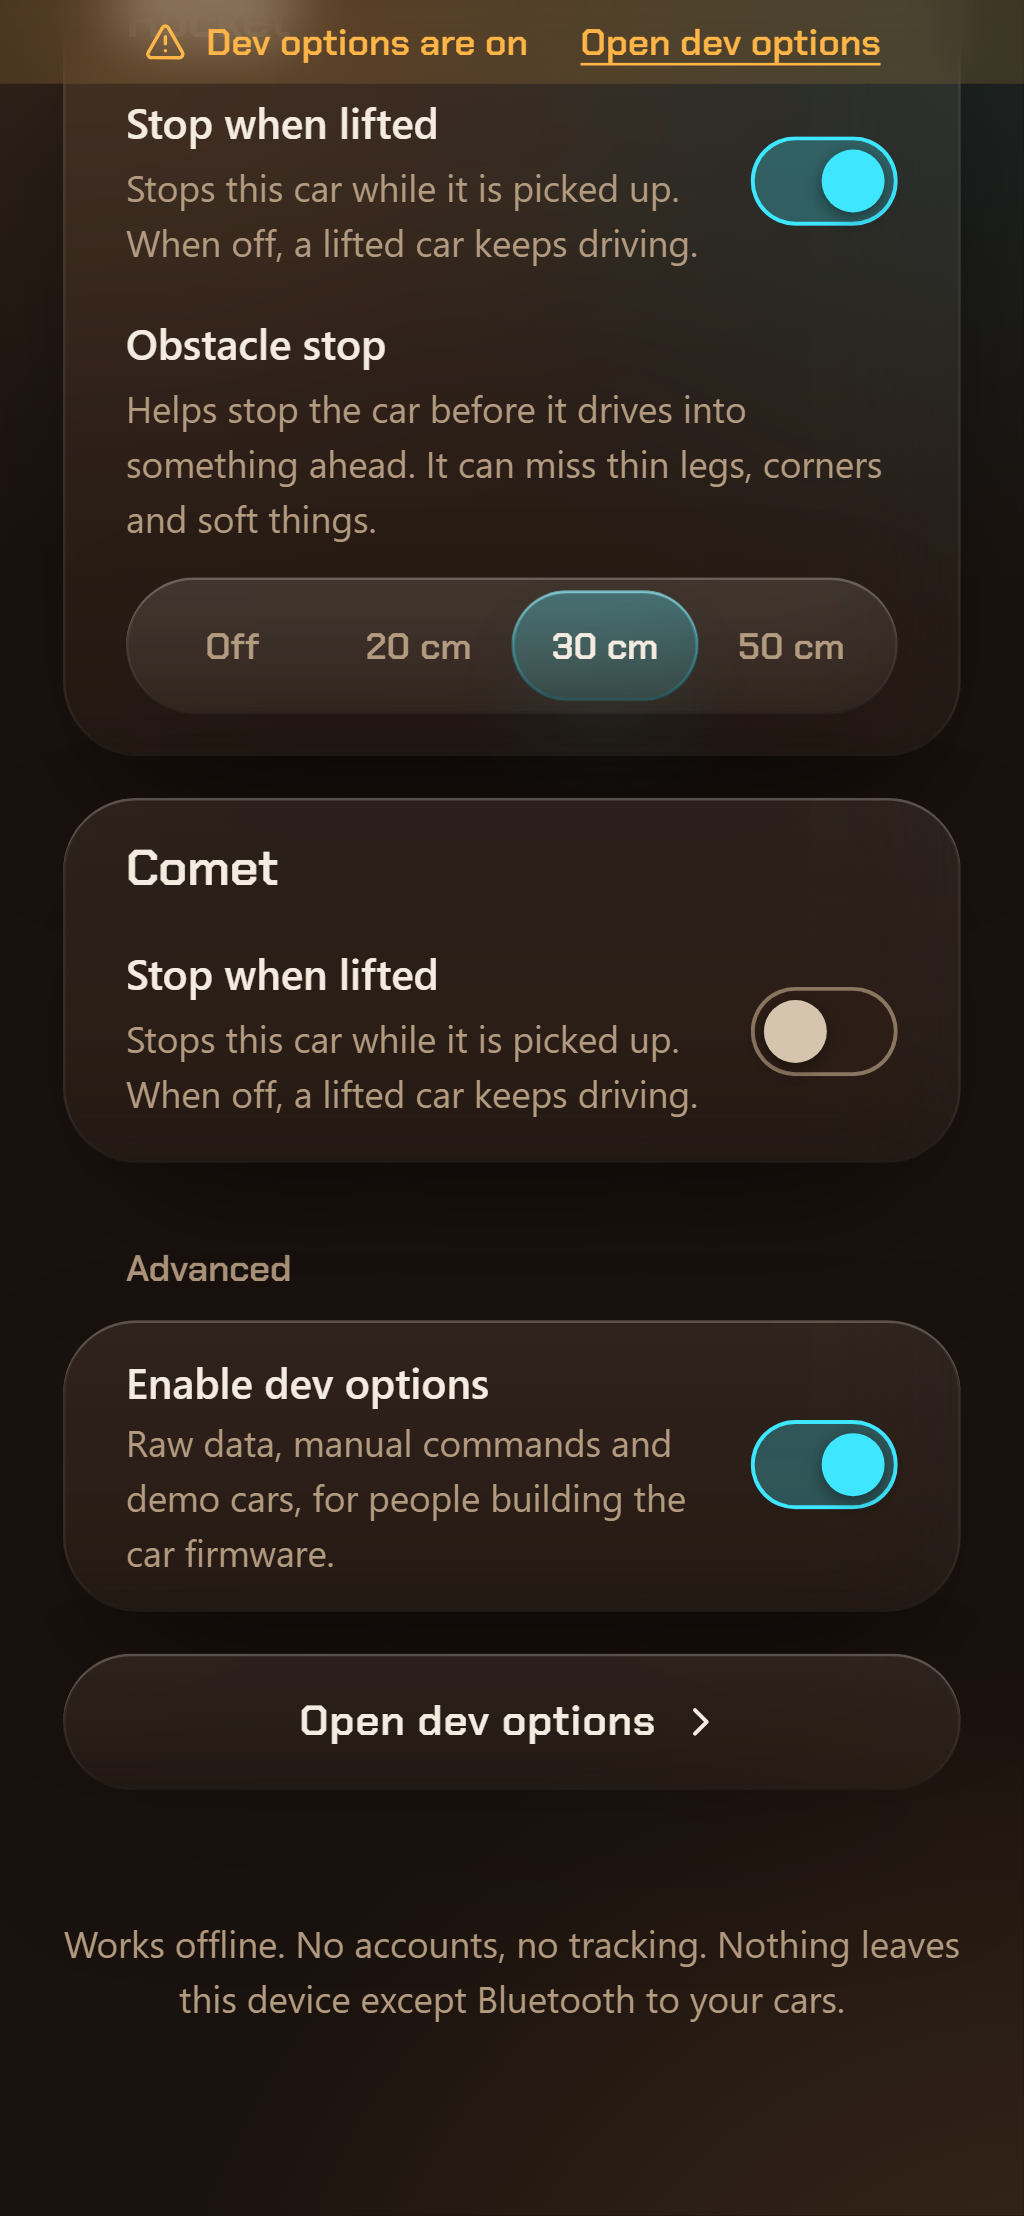 Dev options are on Open dev options
Stop when lifted
Stops this car while it is picked up.
When off, a lifted car keeps driving.
Obstacle stop
Helps stop the car before it drives into
something ahead. It can miss thin legs, corners
and soft things.
Off 20 cm 30 cm 50 cm
Comet
Stop when lifted
Stops this car while it is picked up.
When off, a lifted car keeps driving.
Advanced
Enable dev options
Raw data, manual commands and
demo cars, for people building the
car firmware.
Open dev options
Works offline. No accounts, no tracking. Nothing leaves
this device except Bluetooth to your cars.